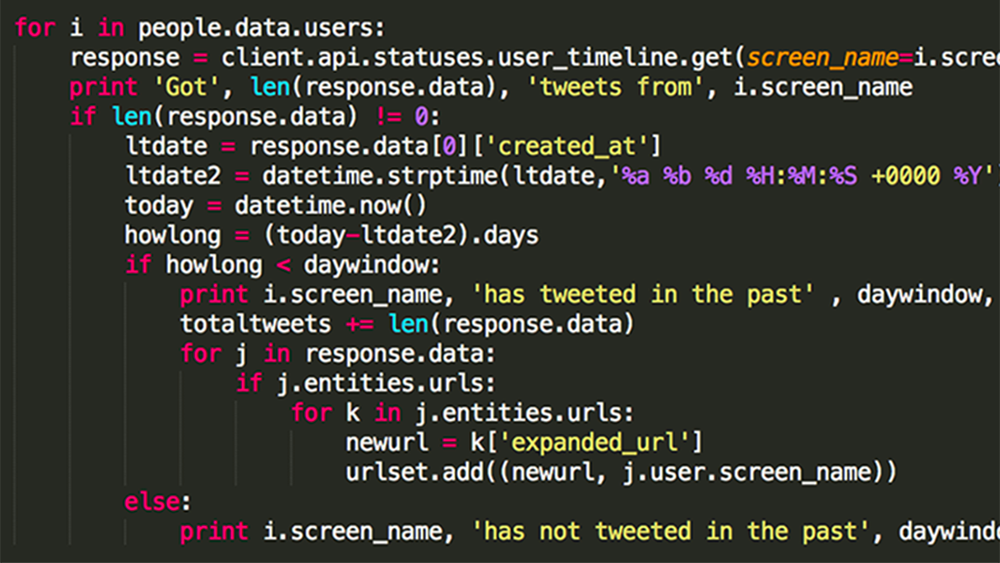 for i in people.data.users:
    response = client.api.statuses.user_timeline.get(screen_name=i.scree
    print 'Got', len(response.data), 'tweets from', i.screen_name
    if len(response.data) != 0:
        ltdate = response.data[0]['created_at']
        ltdate2 = datetime.strptime(ltdate,'%a %b %d %H:%M:%S +0000 %Y')
        today = datetime.now()
        howlong = (today-ltdate2).days
        if howlong < daywindow:
            print i.screen_name, 'has tweeted in the past' , daywindow,
            totaltweets += len(response.data)
            for j in response.data:
                if j.entities.urls:
                    for k in j.entities.urls:
                        newurl = k['expanded_url']
                        urlset.add((newurl, j.user.screen_name))
        else:
            print i.screen_name, 'has not tweeted in the past', daywindo